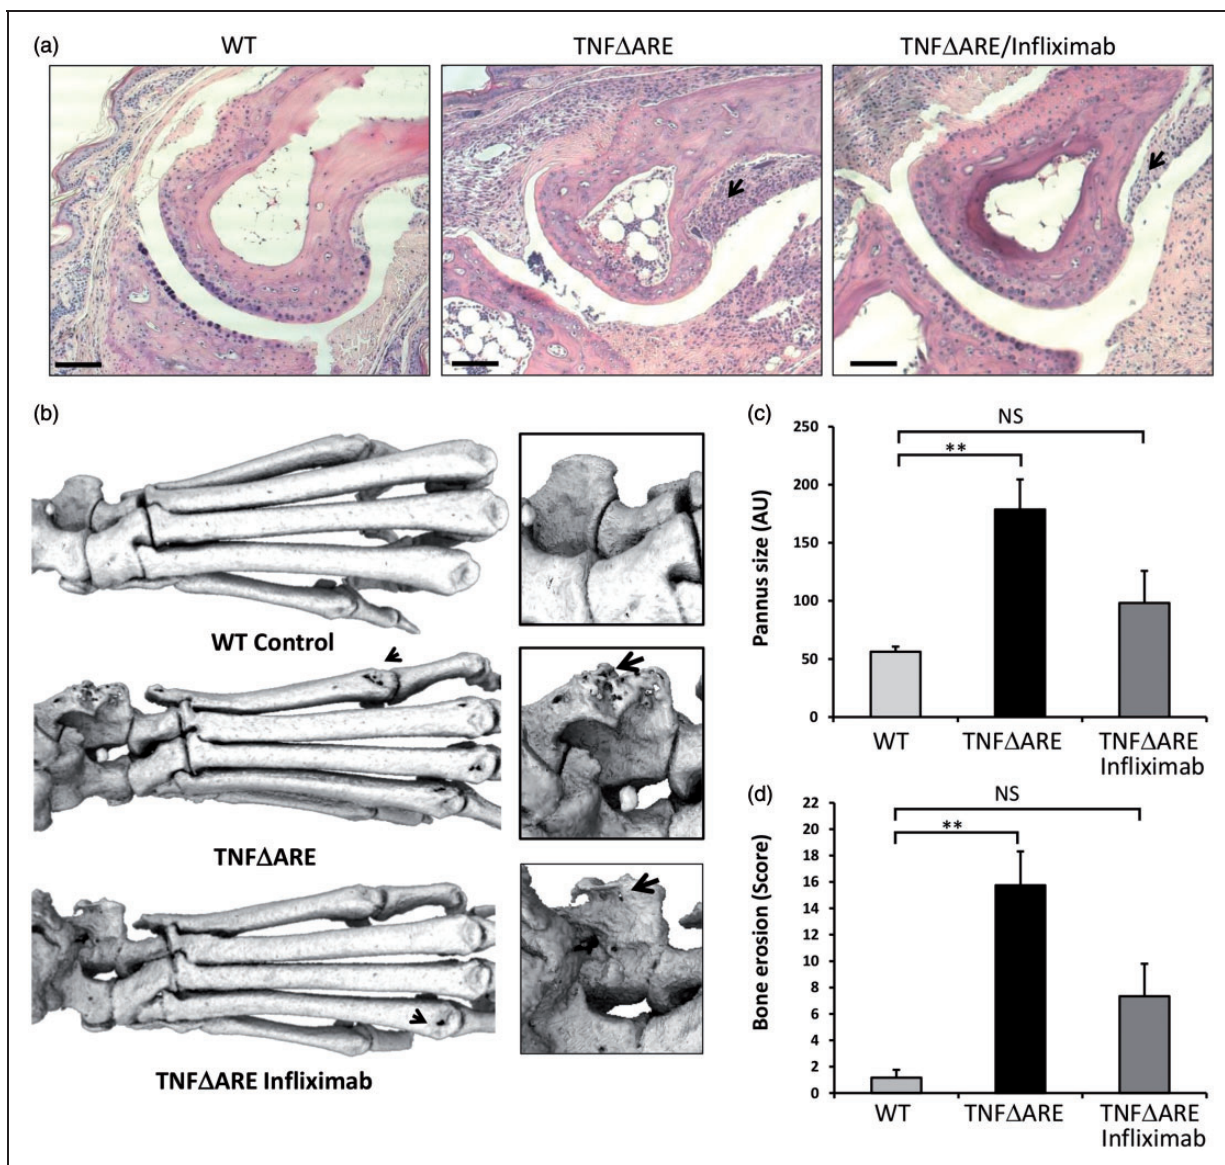 (a)
WT
TNFΔARE
TNFΔARE/Infliximab
(b)
WT Control
TNFΔARE
TNFΔARE Infliximab
(c)
NS
**
Pannus size (AU)
250
200
150
100
50
0
WT
TNFΔARE
TNFΔARE
Infliximab
(d)
NS
**
Bone erosion (Score)
22
20
18
16
14
12
10
8
6
4
2
0
WT
TNFΔARE
TNFΔARE
Infliximab